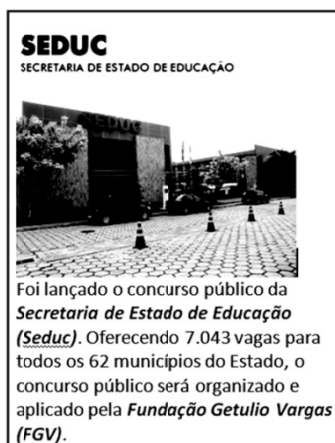 SEDUC
SECRETARIA DE ESTADO DE EDUCAÇÃO
SEDUC
Foi lançado o concurso público da
Secretaria de Estado de Educação
(Seduc). Oferecendo 7.043 vagas para
todos os 62 municípios do Estado, o
concurso público será organizado e
aplicado pela Fundação Getulio Vargas
(FGV).